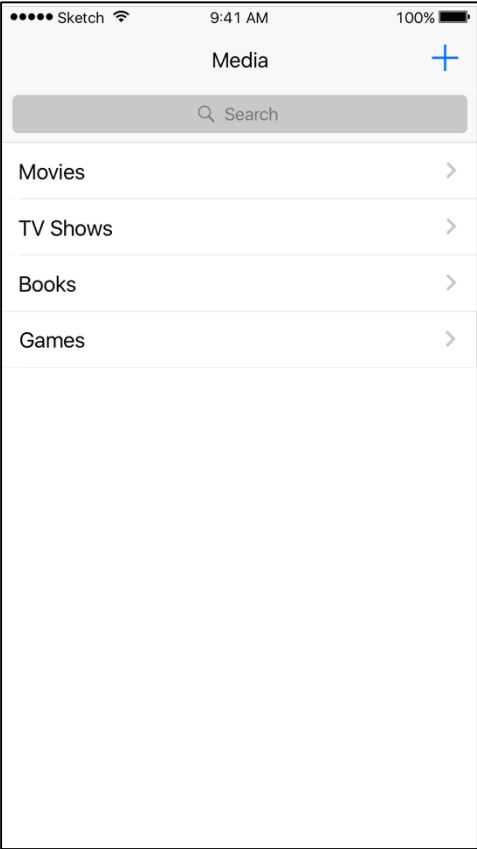 Sketch 9:41 AM 100%
Media
Search
Movies
TV Shows
Books
Games